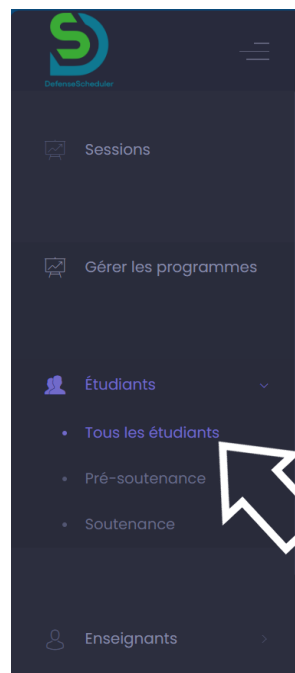 DefenseScheduler
Sessions
Gérer les programmes
Étudiants
Tous les étudiants
Pré-soutenance
Soutenance
Enseignants